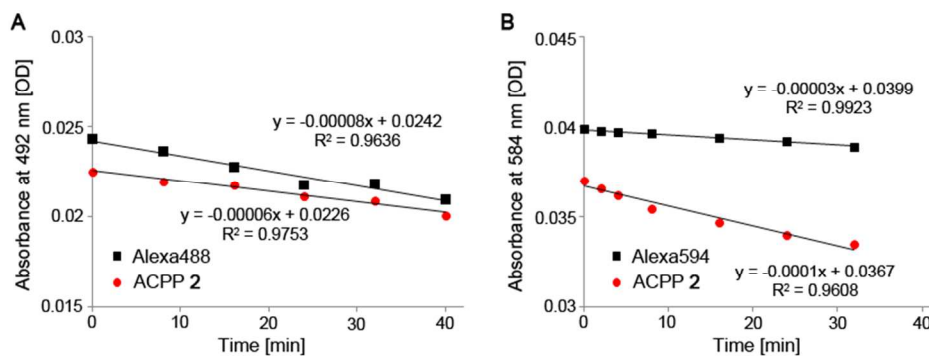 A
Absorbance at 492 nm [OD]
0.03
0.025
0.02
0.015
y = -0.00008x + 0.0242
R² = 0.9636
y = -0.00006x + 0.0226
R² = 0.9753
Alexa488
ACPP 2
0
10
20
30
40
Time [min]
B
Absorbance at 584 nm [OD]
0.045
0.04
0.035
0.03
y = -0.00003x + 0.0399
R² = 0.9923
Alexa594
ACPP 2
y = -0.0001x + 0.0367
R² = 0.9608
0
10
20
30
40
Time [min]